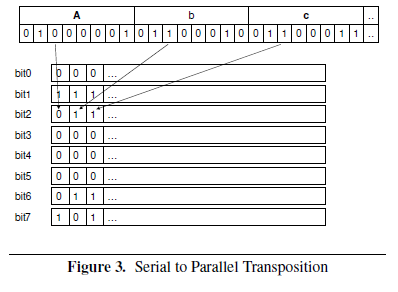 A b c ..
0 1 0 0 0 0 0 1 0 1 1 0 0 0 1 0 0 1 1 0 0 0 1 1 ..
bit0 0 0 0 ...
bit1 1 1 1 ...
bit2 0 1 1 ...
bit3 0 0 0 ...
bit4 0 0 0 ...
bit5 0 0 0 ...
bit6 0 1 1 ...
bit7 1 0 1 ...
Figure 3. Serial to Parallel Transposition